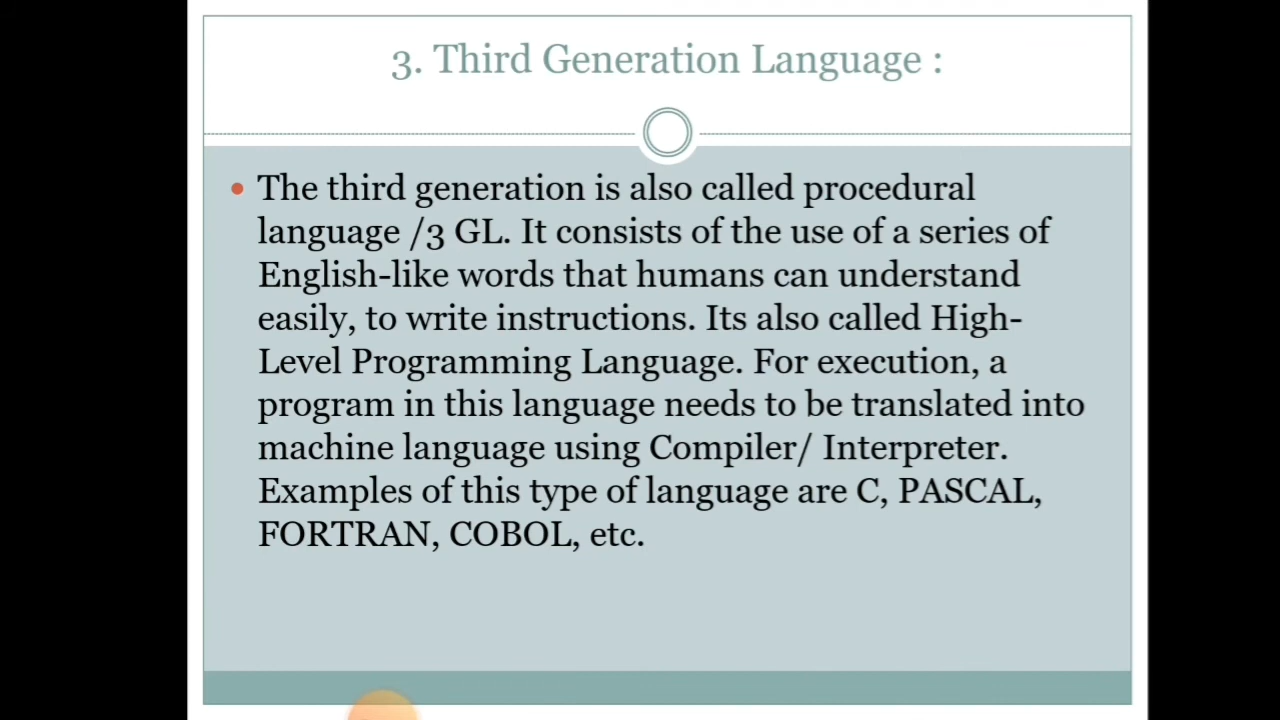 3. Third Generation Language :
• The third generation is also called procedural
language /3 GL. It consists of the use of a series of
English-like words that humans can understand
easily, to write instructions. Its also called High-
Level Programming Language. For execution, a
program in this language needs to be translated into
machine language using Compiler/ Interpreter.
Examples of this type of language are C, PASCAL,
FORTRAN, COBOL, etc.